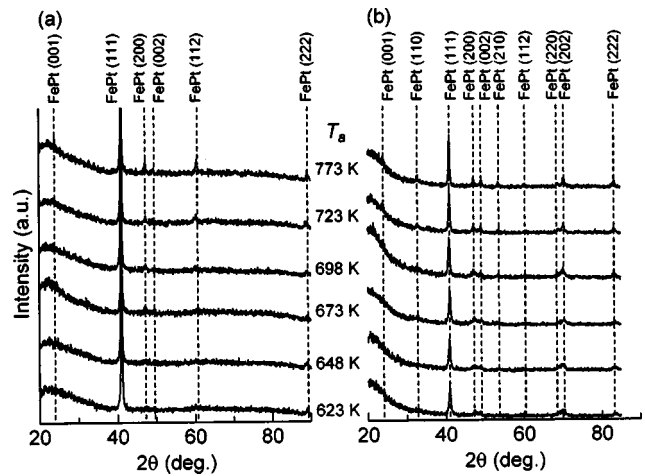 (a)
FePt (001)
FePt (111)
FePt (200)
FePt (002)
FePt (112)
FePt (222)
(b)
FePt (001)
FePt (110)
FePt (111)
FePt (200)
FePt (002)
FePt (210)
FePt (112)
FePt (220)
FePt (202)
FePt (222)
Tₐ
773 K
723 K
698 K
673 K
648 K
623 K
Intensity (a.u.)
20 40 60 80
2θ (deg.)
20 40 60 80
2θ (deg.)